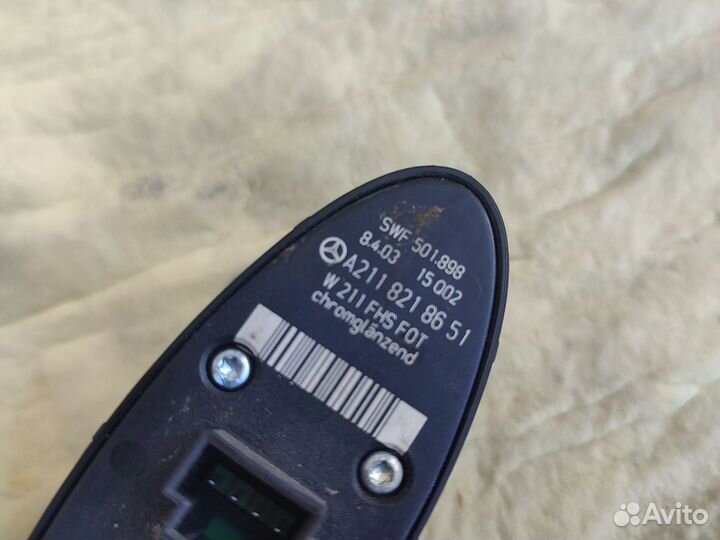 SWF 501.898
8.4.03 15 002
A211 821 86 51
W 211 FHS FOT
chromglänzend
Avito